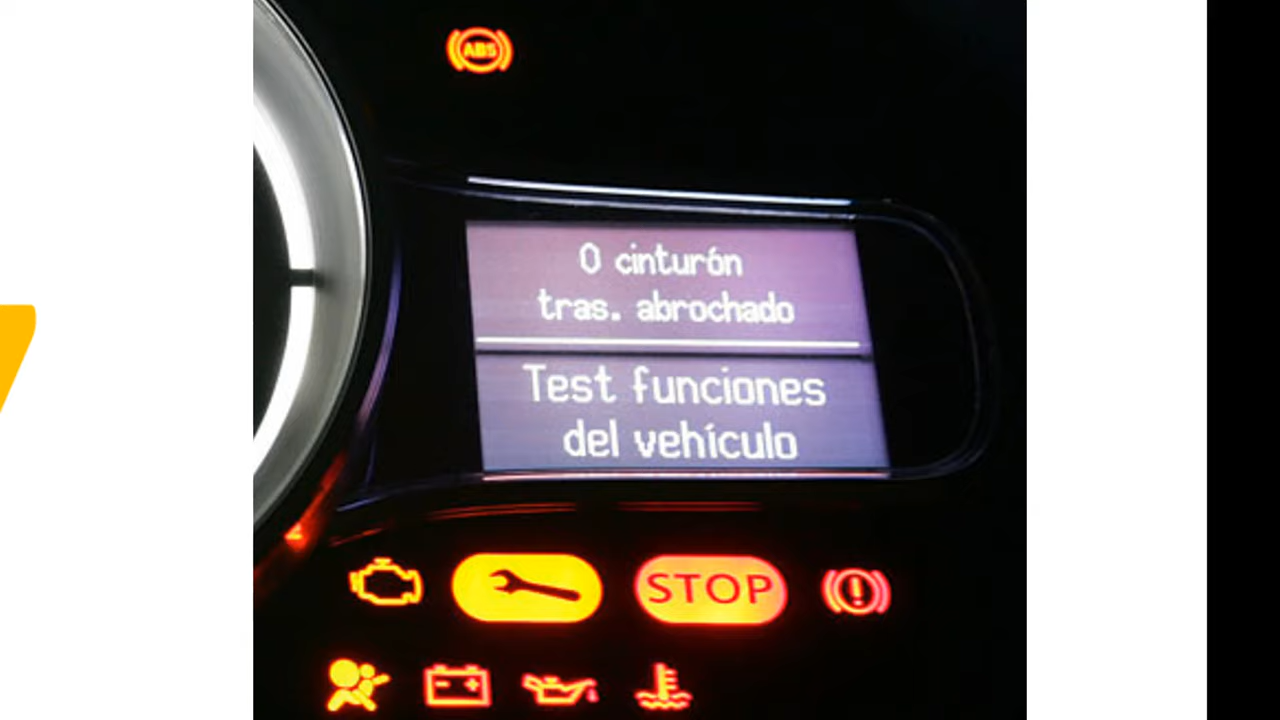 ABS
0 cinturón
tras. abrochado
Test funciones
del vehículo
STOP